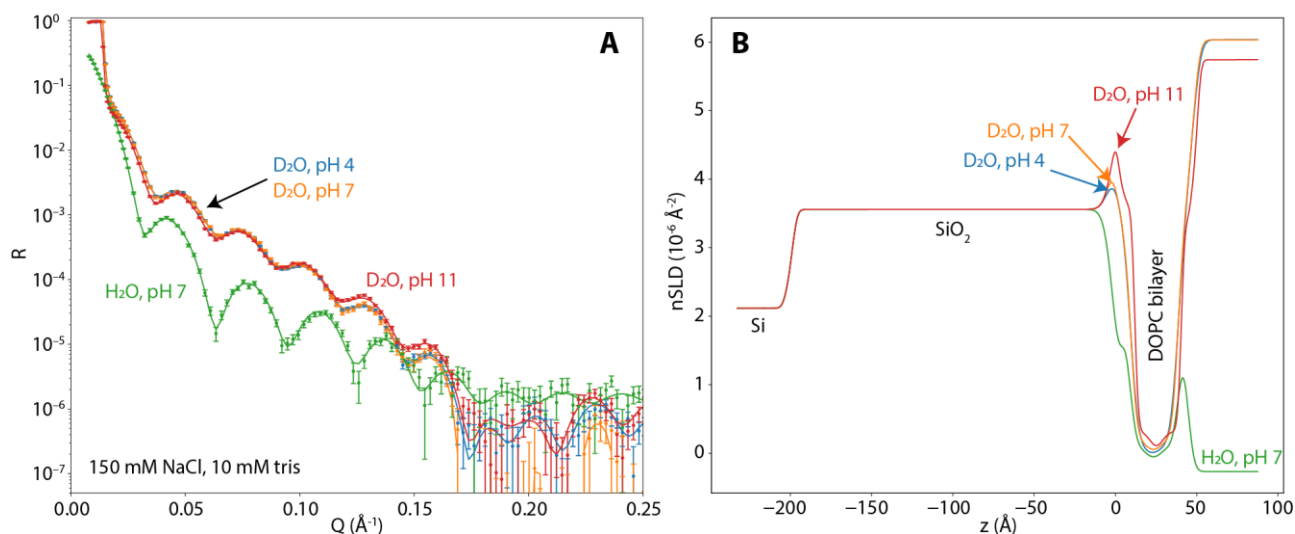 A
10⁰
10⁻¹
10⁻²
10⁻³
10⁻⁴
10⁻⁵
10⁻⁶
10⁻⁷
R
D₂O, pH 4
D₂O, pH 7
D₂O, pH 11
H₂O, pH 7
150 mM NaCl, 10 mM tris
0.00 0.05 0.10 0.15 0.20 0.25
Q (Å⁻¹)
B
6
5
4
3
2
1
0
nSLD (10⁻⁶ Å⁻²)
D₂O, pH 11
D₂O, pH 7
D₂O, pH 4
SiO₂
Si
DOPC bilayer
H₂O, pH 7
−200 −150 −100 −50 0 50 100
z (Å)